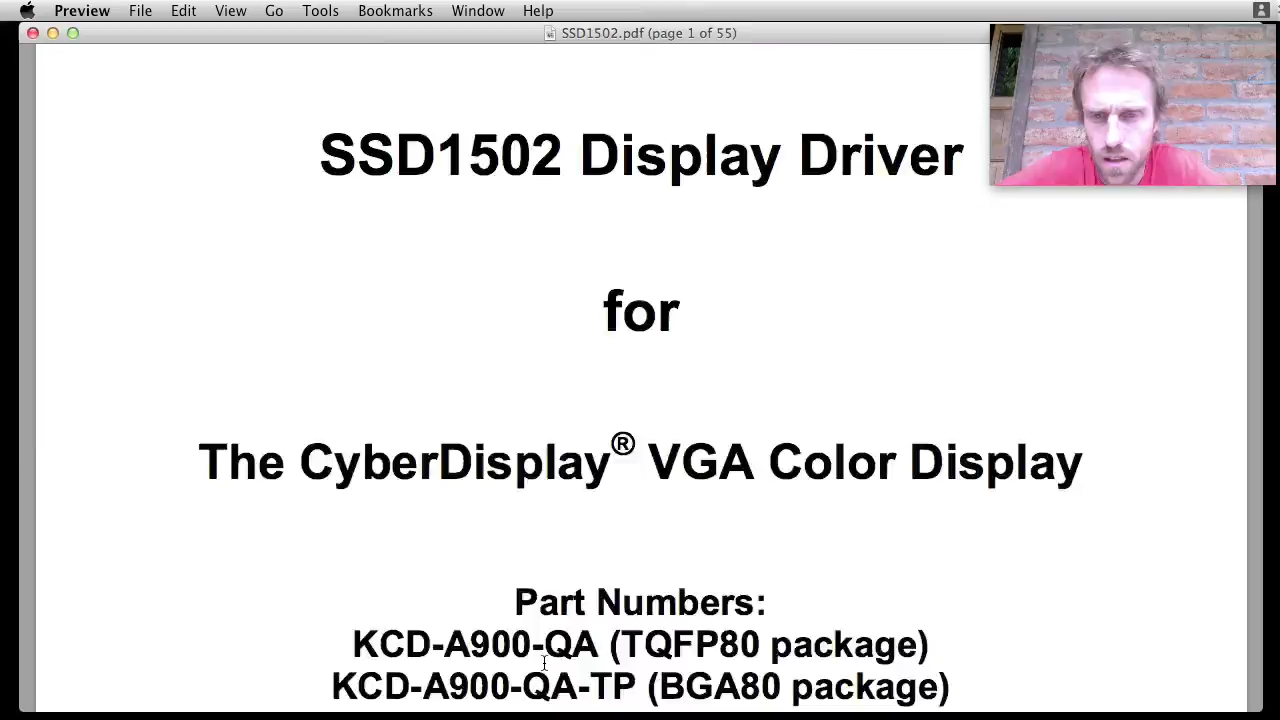 Preview File Edit View Go Tools Bookmarks Window Help
SSD1502.pdf (page 1 of 55)
SSD1502 Display Driver
for
The CyberDisplay® VGA Color Display
Part Numbers:
KCD-A900-QA (TQFP80 package)
KCD-A900-QA-TP (BGA80 package)